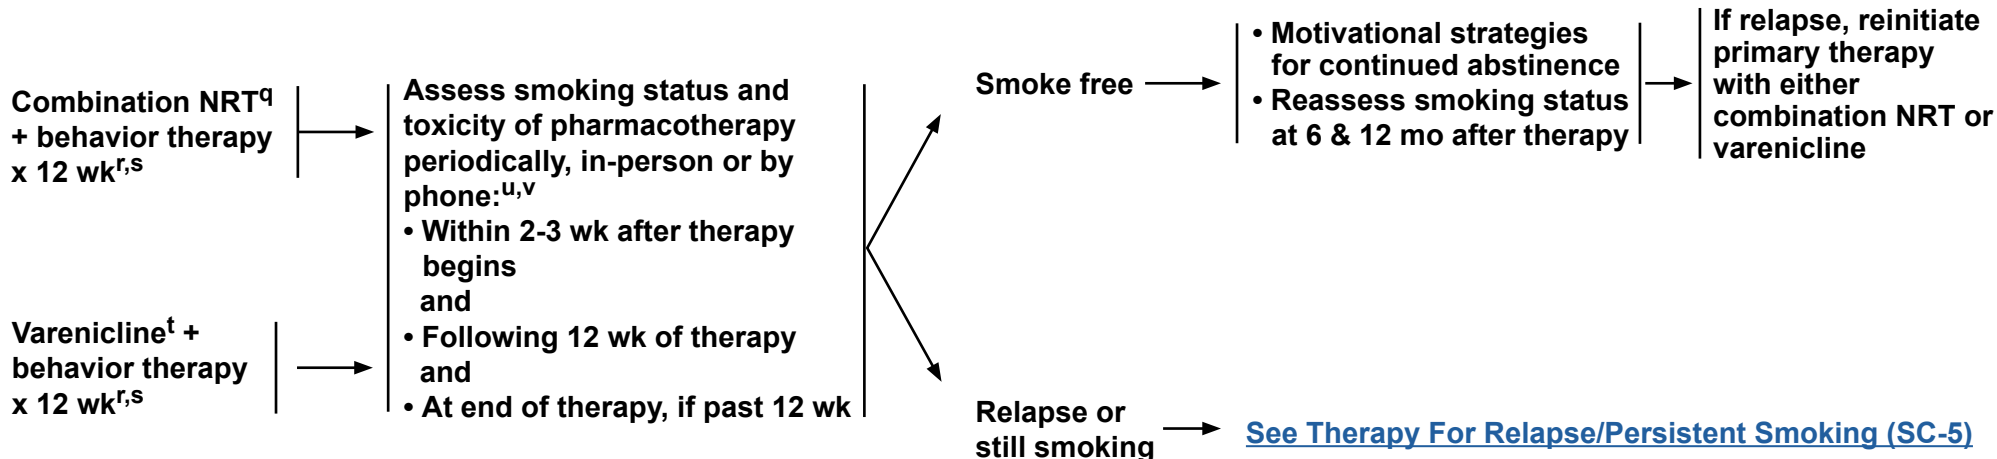 Combination NRTq
+ behavior therapy
x 12 wkr,s
Vareniclinet +
behavior therapy
x 12 wkr,s
Assess smoking status and
toxicity of pharmacotherapy
periodically, in-person or by
phone:u,v
• Within 2-3 wk after therapy
begins
and
• Following 12 wk of therapy
and
• At end of therapy, if past 12 wk
Smoke free
• Motivational strategies
for continued abstinence
• Reassess smoking status
at 6 & 12 mo after therapy
If relapse, reinitiate
primary therapy
with either
combination NRT or
varenicline
Relapse or
still smoking
See Therapy For Relapse/Persistent Smoking (SC-5)